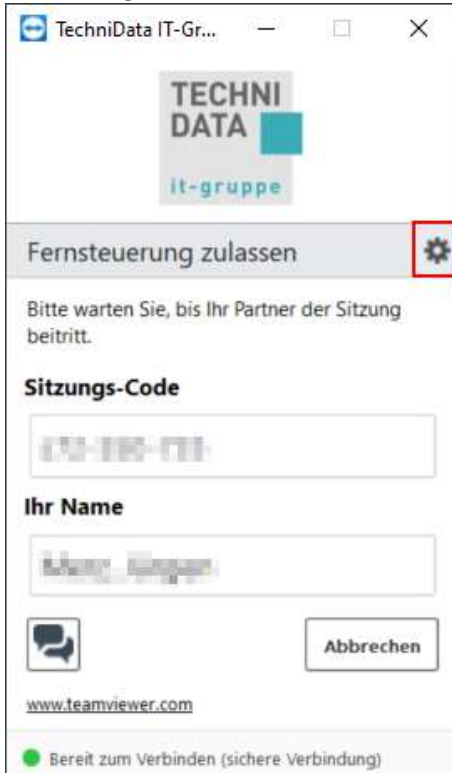 TechniData IT-Gr...
TECHNI
DATA
it-gruppe
Fernsteuerung zulassen
Bitte warten Sie, bis Ihr Partner der Sitzung
beitritt.
Sitzungs-Code
Ihr Name
Abbrechen
www.teamviewer.com
Bereit zum Verbinden (sichere Verbindung)